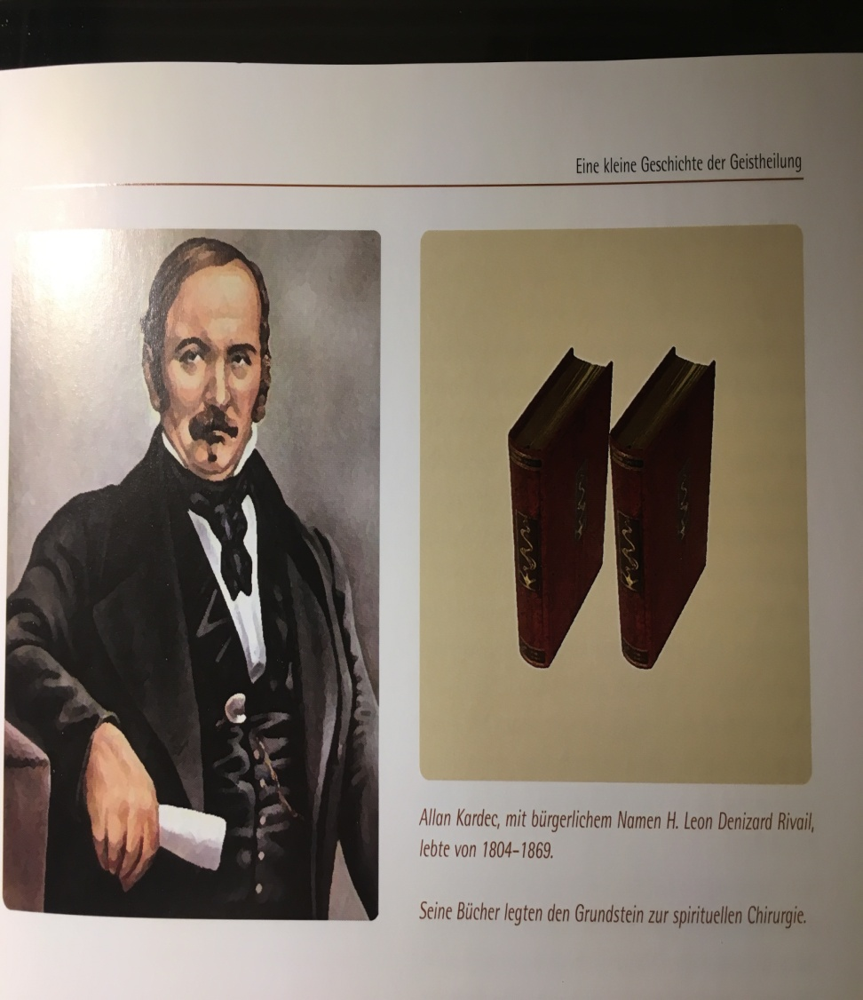 Eine kleine Geschichte der Geistheilung
Allan Kardec, mit bürgerlichem Namen H. Leon Denizard Rivail,
lebte von 1804–1869.
Seine Bücher legten den Grundstein zur spirituellen Chirurgie.